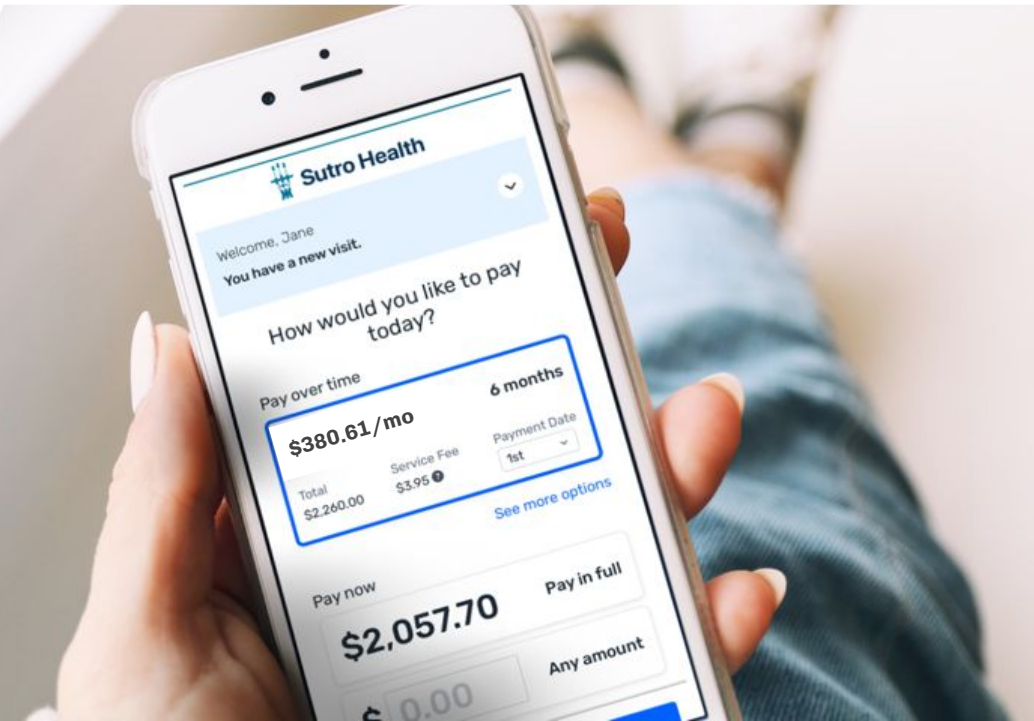 Sutro Health
Welcome, Jane
You have a new visit.
How would you like to pay
today?
Pay over time
$380.61/mo
6 months
Total
$2,260.00
Service Fee
$3.95 ?
Payment Date
1st
See more options
Pay now
$2,057.70
Pay in full
$ 0.00
Any amount